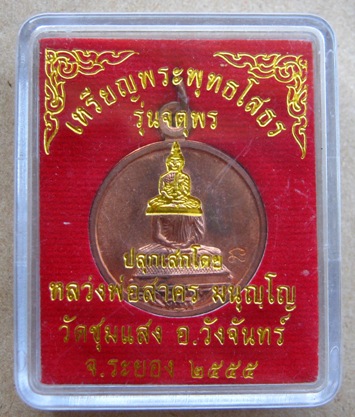 เหรียญพระพุทธโสธร
รุ่นจตุพร
ปลุกเสกโดย
หลวงพ่อสาคร มนุญฺโญ
วัดชุมแสง อ.วังจันทร์
จ.ระยอง ๒๕๕๕